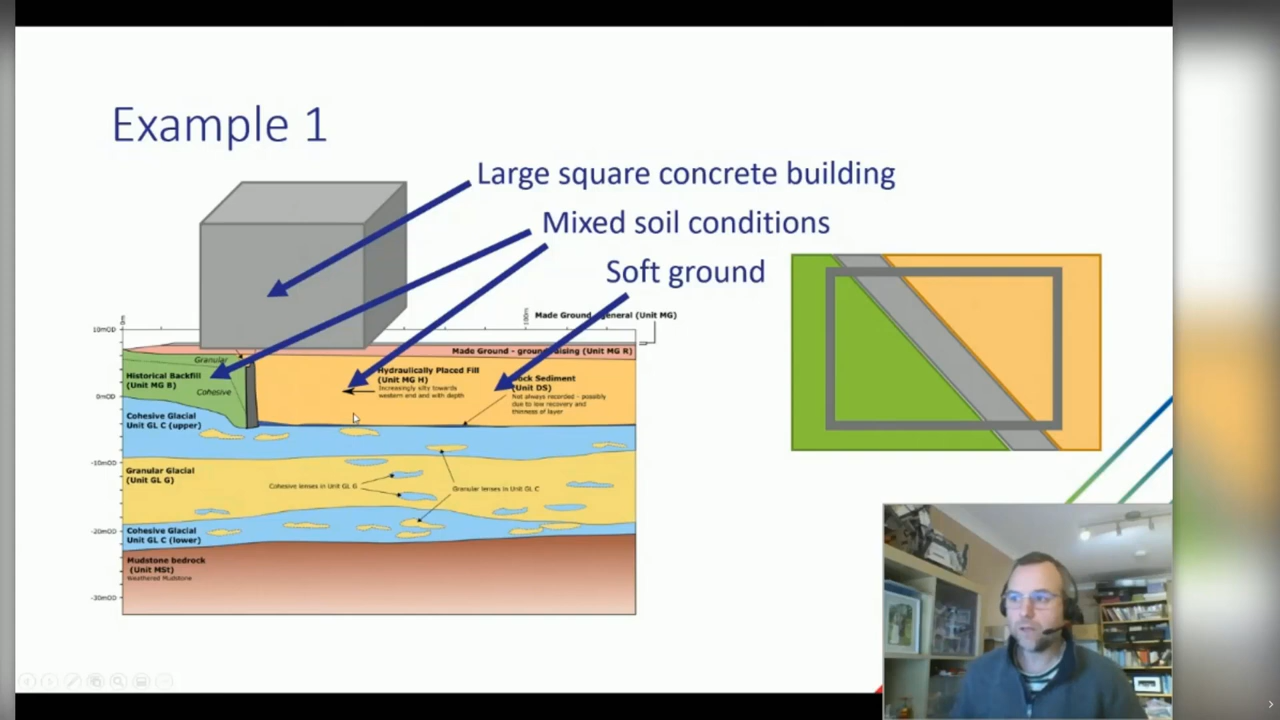 Example 1
Large square concrete building
Mixed soil conditions
Soft ground
0m
100m
Made Ground - general (Unit MG)
10mOD
Made Ground - ground raising (Unit MG R)
Granular
Historical Backfill
(Unit MG B)
Cohesive
Hydraulically Placed Fill
(Unit MG H)
Increasingly silty towards
western end and with depth
Dock Sediment
(Unit DS)
Not always recorded - possibly
due to low recovery and
thinness of layer
0mOD
Cohesive Glacial
Unit GL C (upper)
-10mOD
Granular Glacial
(Unit GL G)
Cohesive lenses in Unit GL G
Granular lenses in Unit GL C
-20mOD
Cohesive Glacial
Unit GL C (lower)
Mudstone bedrock
(Unit MSt)
Weathered Mudstone
-30mOD